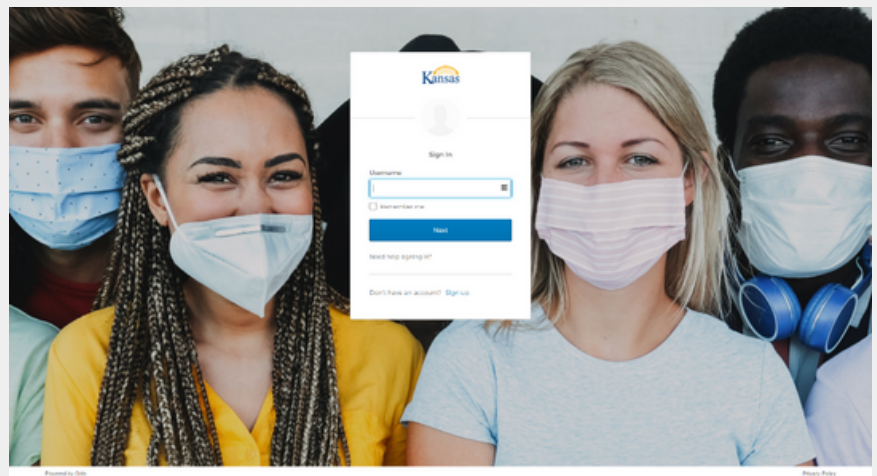 Kansas
Sign In
Username
Remember me
Next
Need help signing in?
Don't have an account? Sign up
Powered by Okta
Privacy Policy